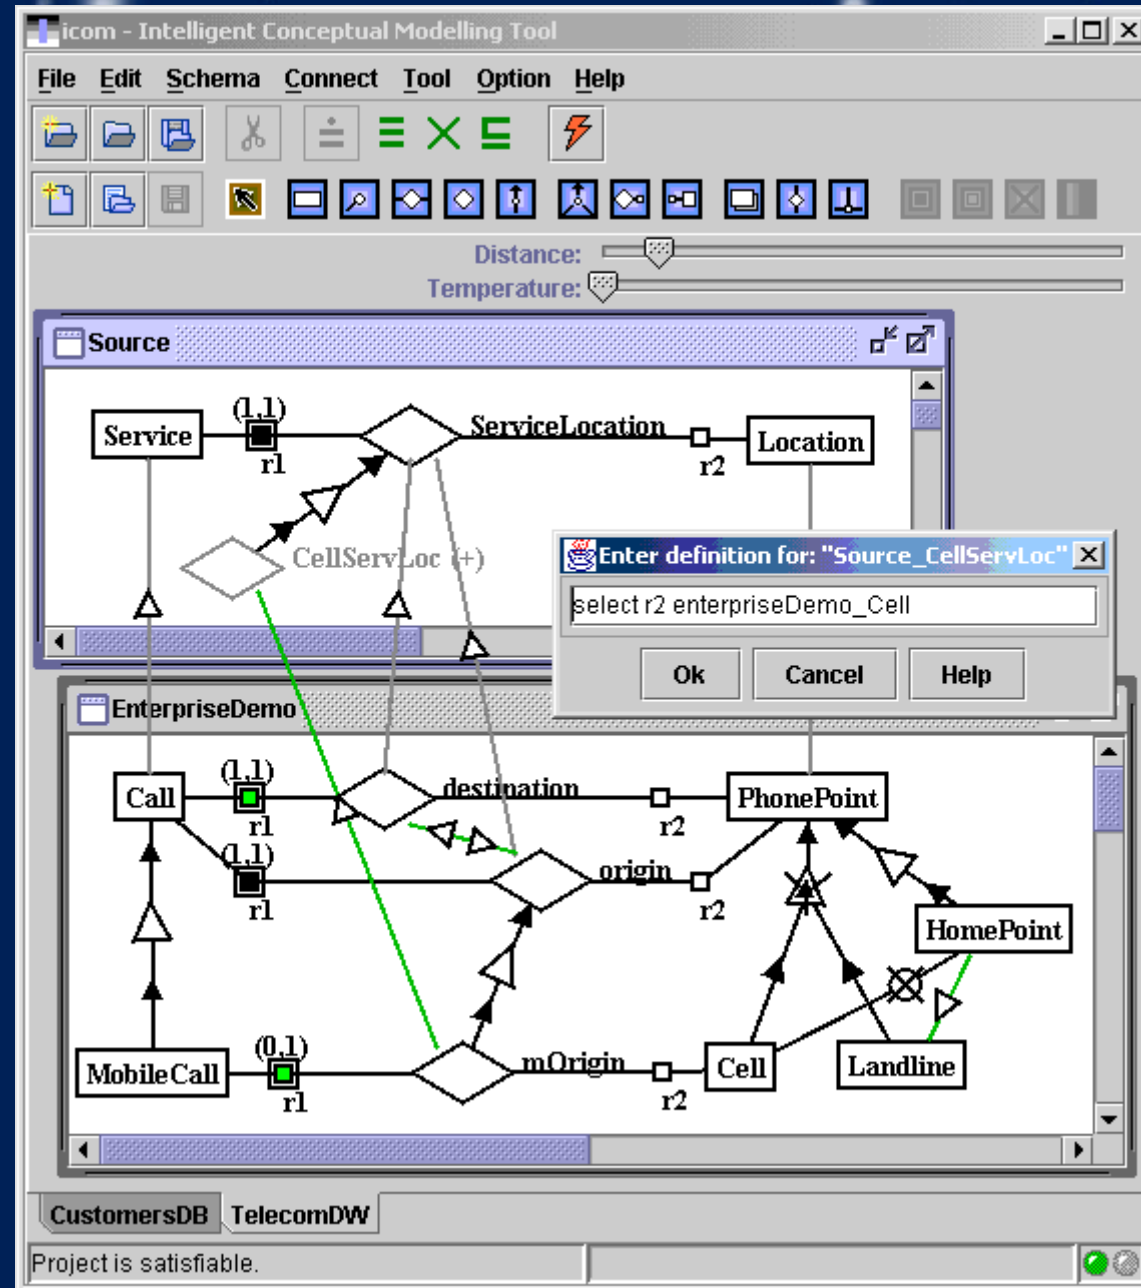 icom - Intelligent Conceptual Modelling Tool
File Edit Schema Connect Tool Option Help
Distance:
Temperature:
Source
(1,1)
Service
r1
ServiceLocation
r2
Location
CellServLoc (+)
Enter definition for: "Source_CellServLoc"
select r2 enterpriseDemo_Cell
Ok Cancel Help
EnterpriseDemo
(1,1)
Call
r1
destination
r2
PhonePoint
(1,1)
r1
origin
r2
HomePoint
(0,1)
MobileCall
r1
mOrigin
r2
Cell
Landline
CustomersDB TelecomDW
Project is satisfiable.